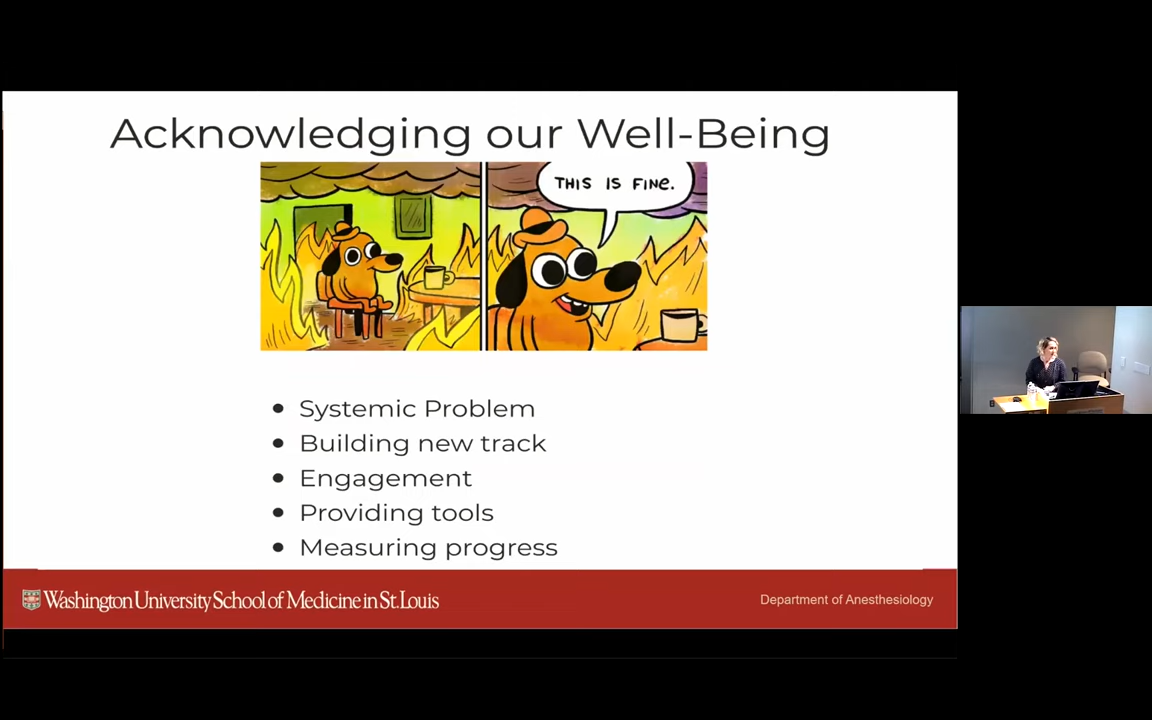 Acknowledging our Well-Being
THIS IS FINE.
Systemic Problem
Building new track
Engagement
Providing tools
Measuring progress
Washington University School of Medicine in St. Louis
Department of Anesthesiology